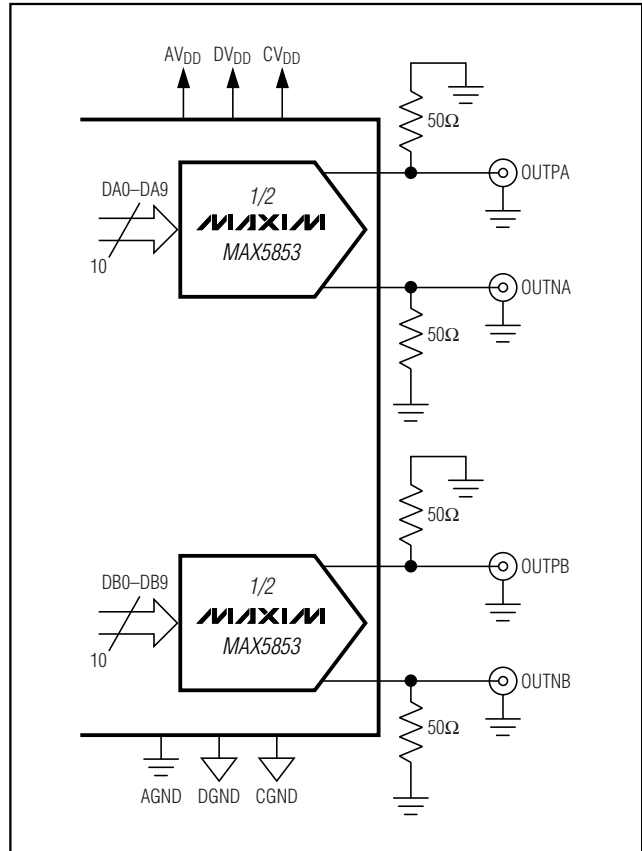 AVDD DVDD CVDD
50Ω
DA0–DA9
10
1/2
MAXIM
MAX5853
OUTPA
OUTNA
50Ω
50Ω
DB0–DB9
10
1/2
MAXIM
MAX5853
OUTPB
OUTNB
50Ω
AGND DGND CGND